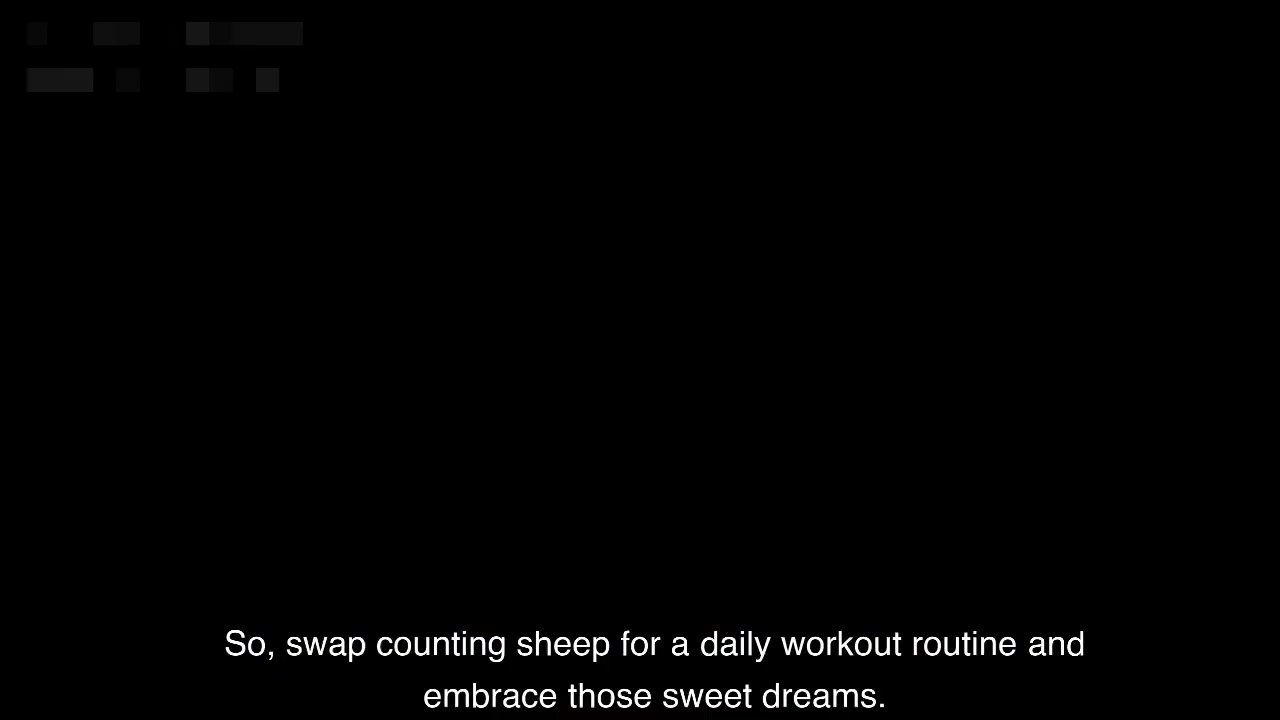 So, swap counting sheep for a daily workout routine and
embrace those sweet dreams.